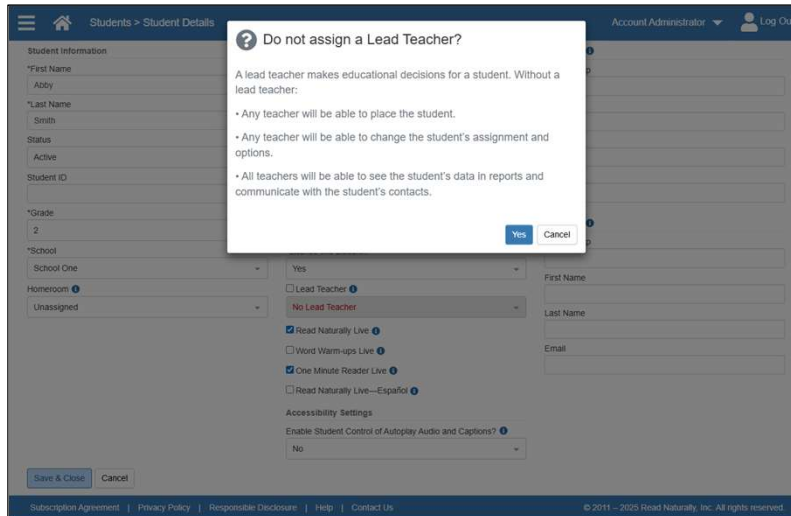 Students > Student Details
Account Administrator
Log Ou
Do not assign a Lead Teacher?
A lead teacher makes educational decisions for a student. Without a
lead teacher:
• Any teacher will be able to place the student.
• Any teacher will be able to change the student's assignment and
options.
• All teachers will be able to see the student's data in reports and
communicate with the student's contacts.
Yes
Cancel
Student Information
*First Name
Abby
*Last Name
Smith
Status
Active
Student ID
*Grade
2
*School
School One
Homeroom
Unassigned
Yes
Lead Teacher
No Lead Teacher
Read Naturally Live
Word Warm-ups Live
One Minute Reader Live
Read Naturally Live—Español
Accessibility Settings
Enable Student Control of Autoplay Audio and Captions?
No
First Name
Last Name
Email
Save & Close
Cancel
Subscription Agreement | Privacy Policy | Responsible Disclosure | Help | Contact Us
© 2011 – 2025 Read Naturally, Inc. All rights reserved.